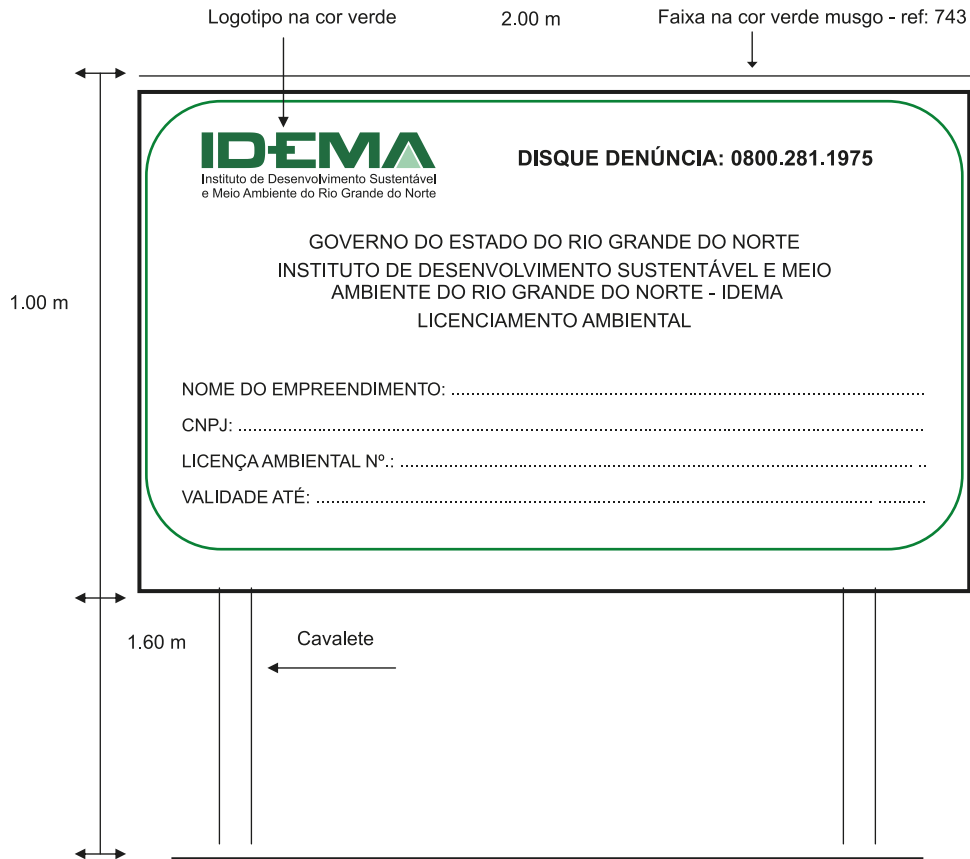 Logotipo na cor verde
2.00 m
Faixa na cor verde musgo - ref: 743
IDEMA
Instituto de Desenvolvimento Sustentável
e Meio Ambiente do Rio Grande do Norte
DISQUE DENÚNCIA: 0800.281.1975
GOVERNO DO ESTADO DO RIO GRANDE DO NORTE
INSTITUTO DE DESENVOLVIMENTO SUSTENTÁVEL E MEIO
AMBIENTE DO RIO GRANDE DO NORTE - IDEMA
LICENCIAMENTO AMBIENTAL
1.00 m
NOME DO EMPREENDIMENTO: ....................................................................................
CNPJ: ....................................................................................
LICENÇA AMBIENTAL Nº.: .................................................................................... ..
VALIDADE ATÉ: .................................................................................... .........
1.60 m
Cavalete